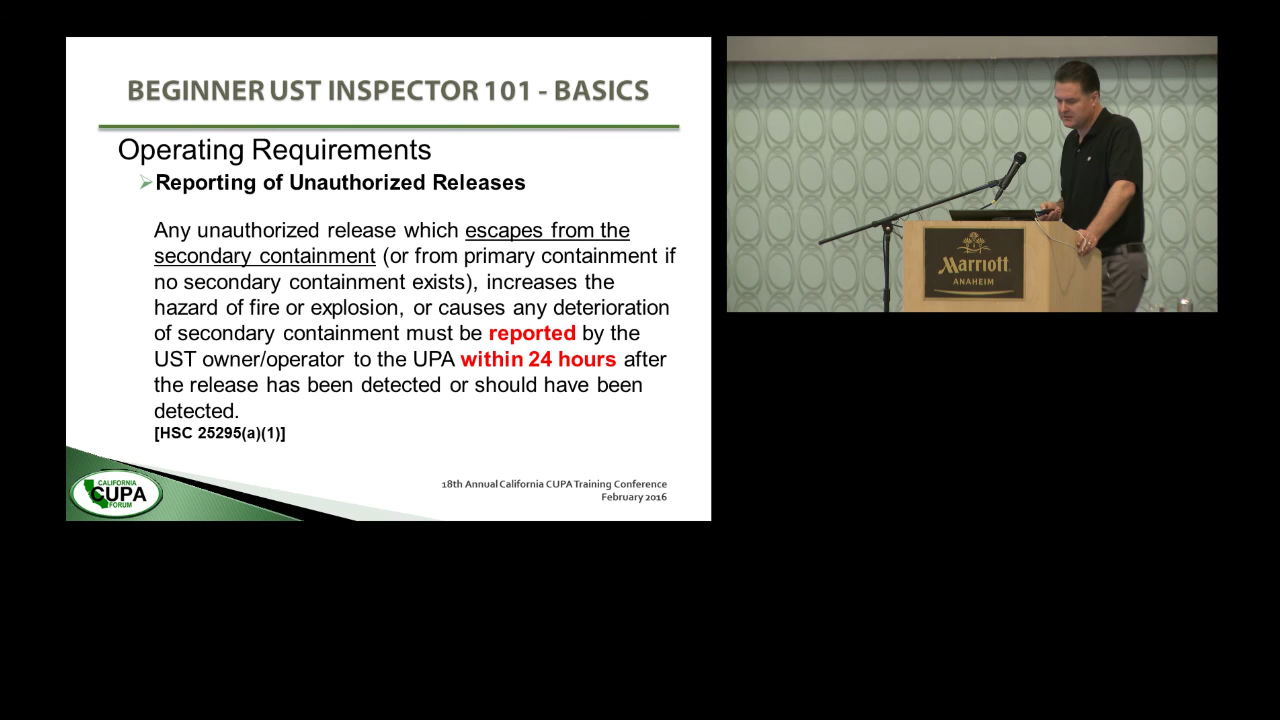 BEGINNER UST INSPECTOR 101 - BASICS
Operating Requirements
Reporting of Unauthorized Releases
Any unauthorized release which escapes from the
secondary containment (or from primary containment if
no secondary containment exists), increases the
hazard of fire or explosion, or causes any deterioration
of secondary containment must be reported by the
UST owner/operator to the UPA within 24 hours after
the release has been detected or should have been
detected.
[HSC 25295(a)(1)]
CALIFORNIA
CUPA
FORUM
18th Annual California CUPA Training Conference
February 2016
Marriott
ANAHEIM